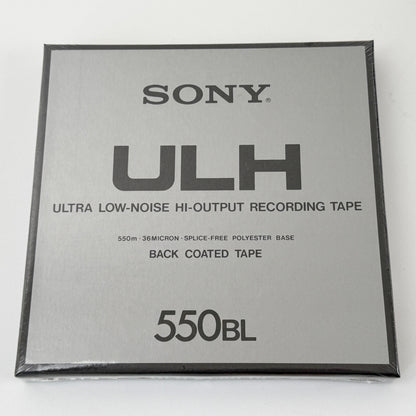 SONY®
ULH
ULTRA LOW-NOISE HI-OUTPUT RECORDING TAPE
550m · 36MICRON · SPLICE-FREE POLYESTER BASE
BACK COATED TAPE
550BL